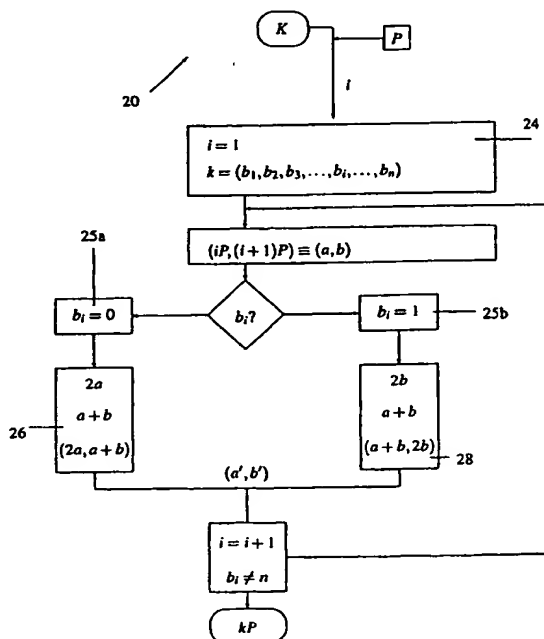 K
P
20
i
24
i = 1
k = (b₁,b₂,b₃,...,bᵢ,...,bₙ)
25a
(iP,(i+1)P) ≡ (a,b)
bᵢ = 0
bᵢ?
bᵢ = 1
25b
2a
a+b
(2a,a+b)
26
2b
a+b
(a+b,2b)
28
(a′,b′)
i = i+1
bᵢ ≠ n
kP